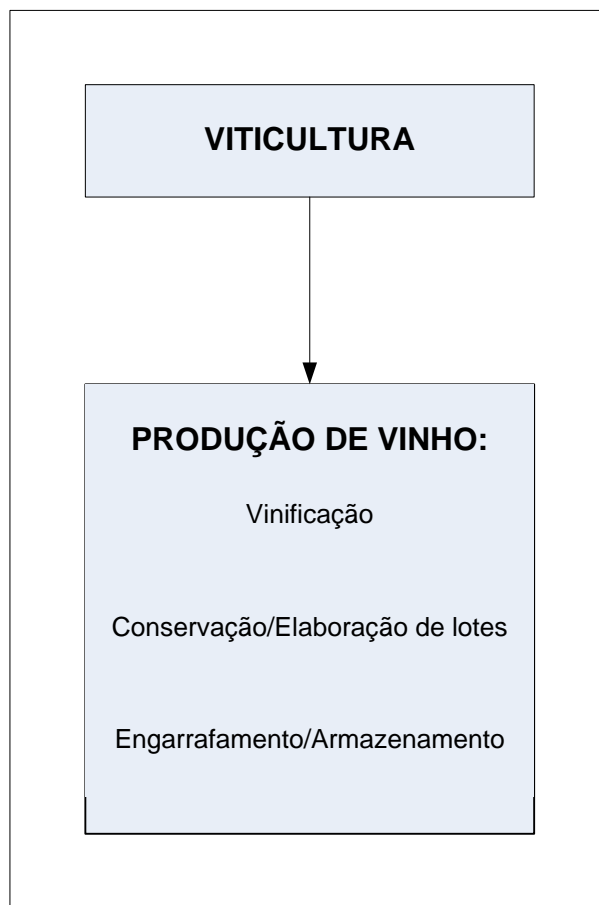 VITICULTURA
PRODUÇÃO DE VINHO:
Vinificação
Conservação/Elaboração de lotes
Engarrafamento/Armazenamento